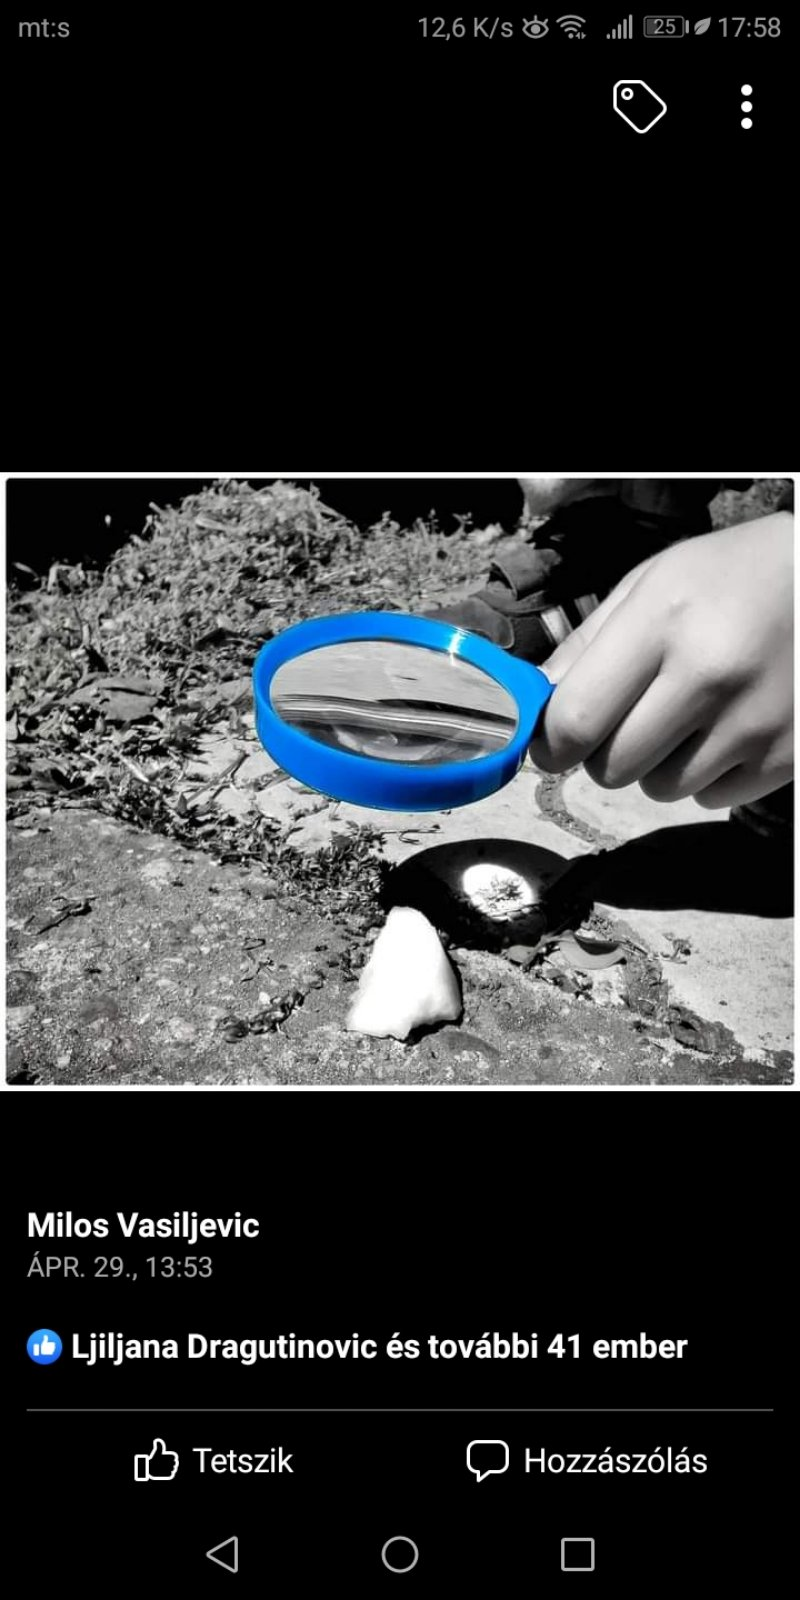 mt:s 12,6 K/s 25 17:58
Milos Vasiljevic
ÁPR. 29., 13:53
Ljiljana Dragutinovic és további 41 ember
Tetszik Hozzászólás